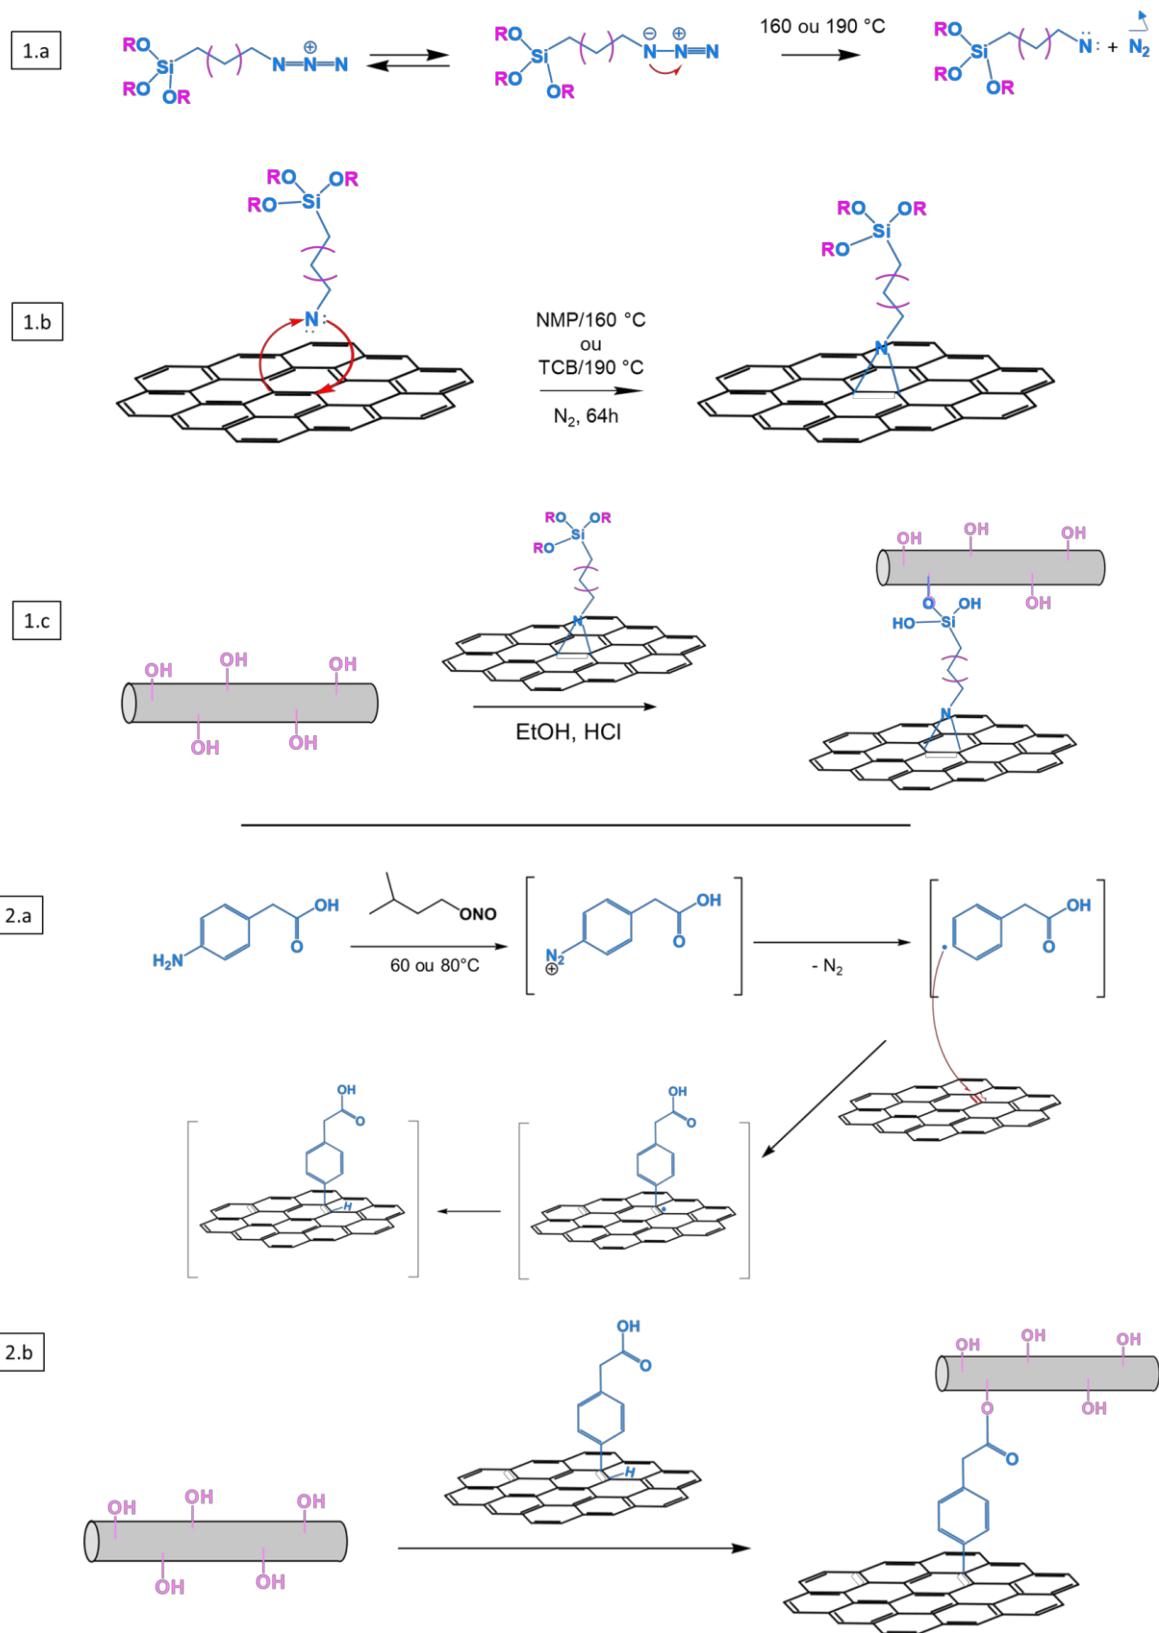 1.a
RO RO OR Si N=N=N ⊕
RO RO OR Si N—N≡N ⊖ ⊕
160 ou 190 °C
RO RO OR Si N: + N2
1.b
RO OR RO Si N
NMP/160 °C
ou
TCB/190 °C
N2, 64h
RO OR RO Si N
1.c
OH OH OH OH OH
RO OR RO Si N
EtOH, HCl
OH OH OH OH
O OH HO Si N
2.a
H2N OH O
ONO
60 ou 80°C
N2 ⊕ OH O
- N2
OH O
OH O H
OH O
2.b
OH OH OH OH OH
OH O H
OH OH OH OH
O O